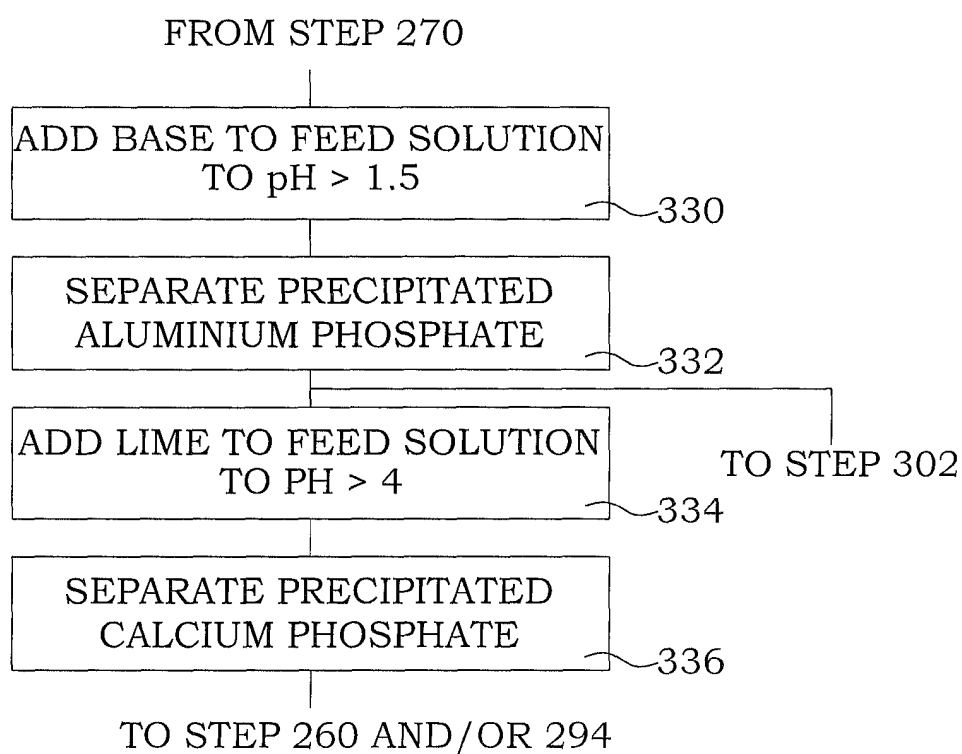 FROM STEP 270
ADD BASE TO FEED SOLUTION
TO pH > 1.5
330
SEPARATE PRECIPITATED
ALUMINIUM PHOSPHATE
332
ADD LIME TO FEED SOLUTION
TO PH > 4
334
TO STEP 302
SEPARATE PRECIPITATED
CALCIUM PHOSPHATE
336
TO STEP 260 AND/OR 294